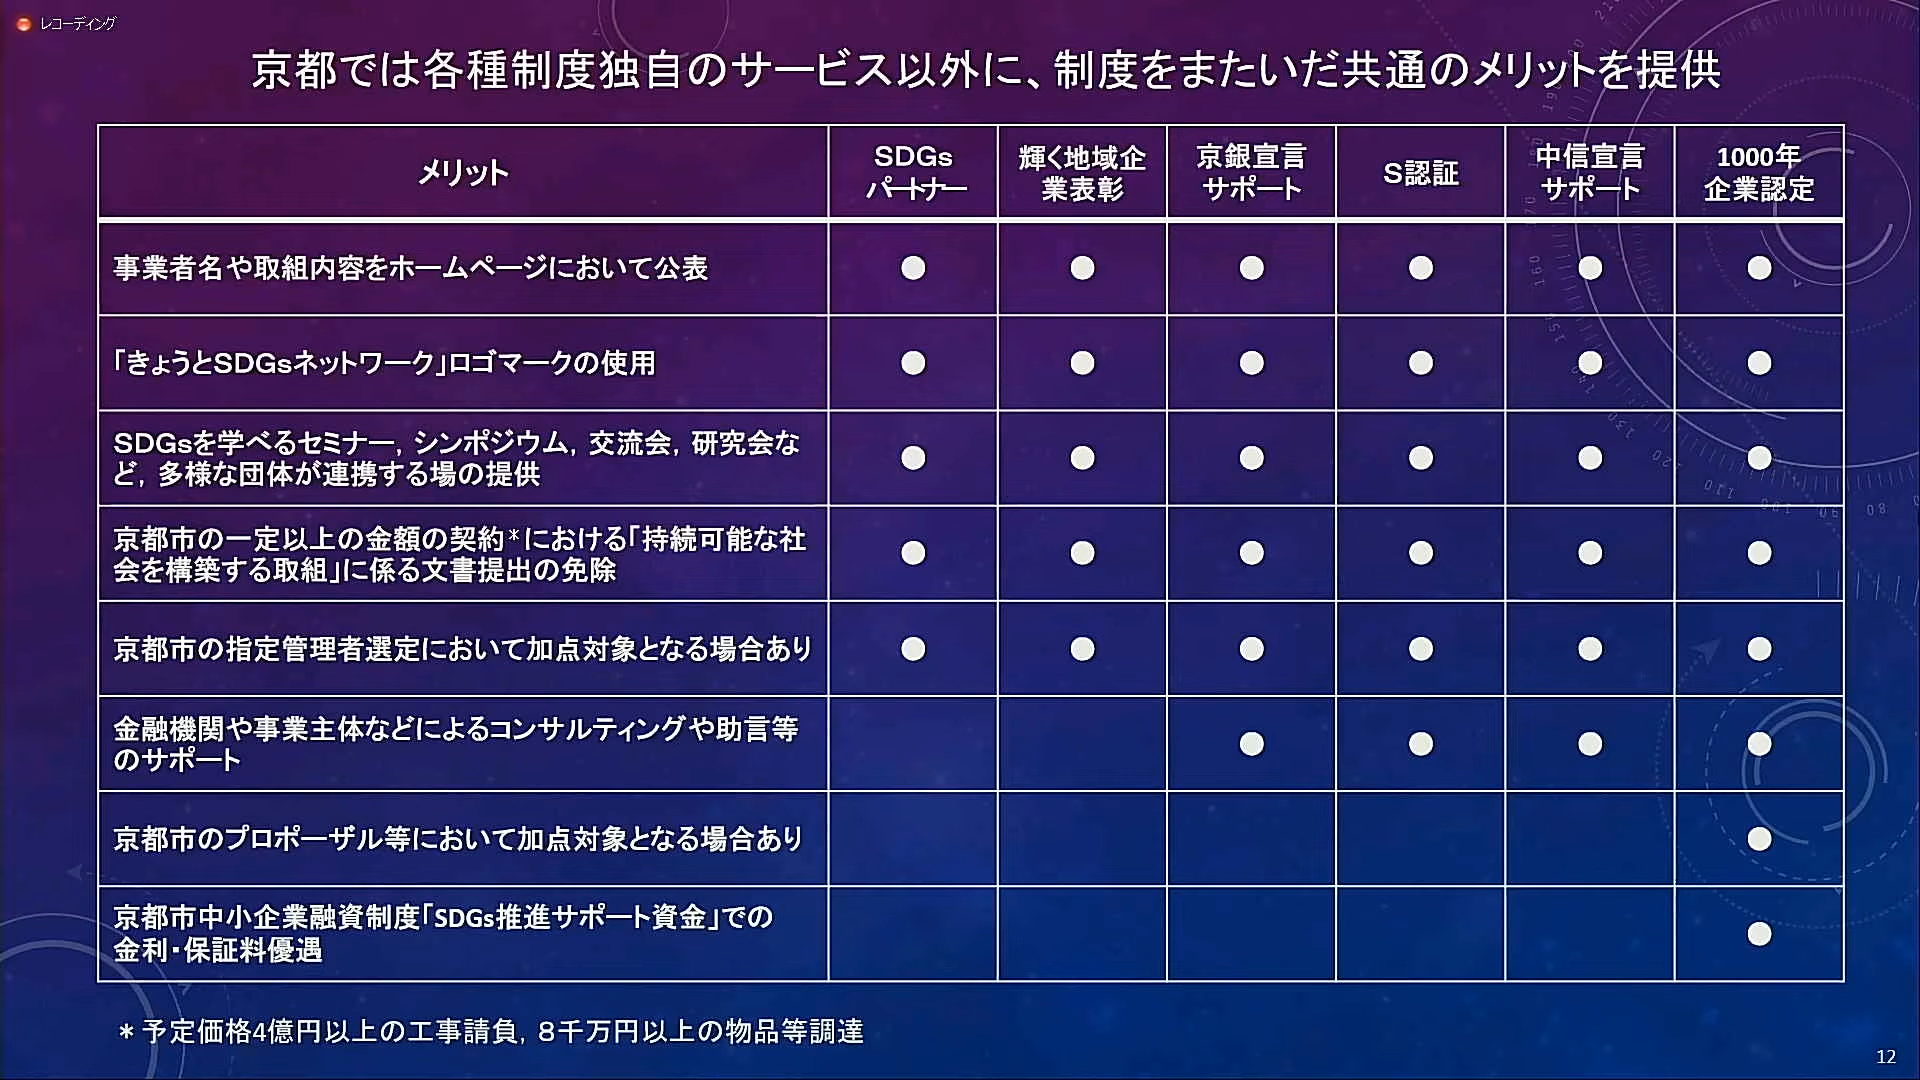 レコーディング
京都では各種制度独自のサービス以外に、制度をまたいだ共通のメリットを提供
メリット
SDGs
パートナー
輝く地域企
業表彰
京銀宣言
サポート
S認証
中信宣言
サポート
1000年
企業認定
事業者名や取組内容をホームページにおいて公表
● ● ● ● ● ●
「きょうとSDGsネットワーク」ロゴマークの使用
● ● ● ● ● ●
SDGsを学べるセミナー，シンポジウム，交流会，研究会な
ど，多様な団体が連携する場の提供
● ● ● ● ● ●
京都市の一定以上の金額の契約＊における「持続可能な社
会を構築する取組」に係る文書提出の免除
● ● ● ● ● ●
京都市の指定管理者選定において加点対象となる場合あり
● ● ● ● ● ●
金融機関や事業主体などによるコンサルティングや助言等
のサポート
● ● ● ●
京都市のプロポーザル等において加点対象となる場合あり
●
京都市中小企業融資制度「SDGs推進サポート資金」での
金利・保証料優遇
●
＊予定価格4億円以上の工事請負，８千万円以上の物品等調達
12